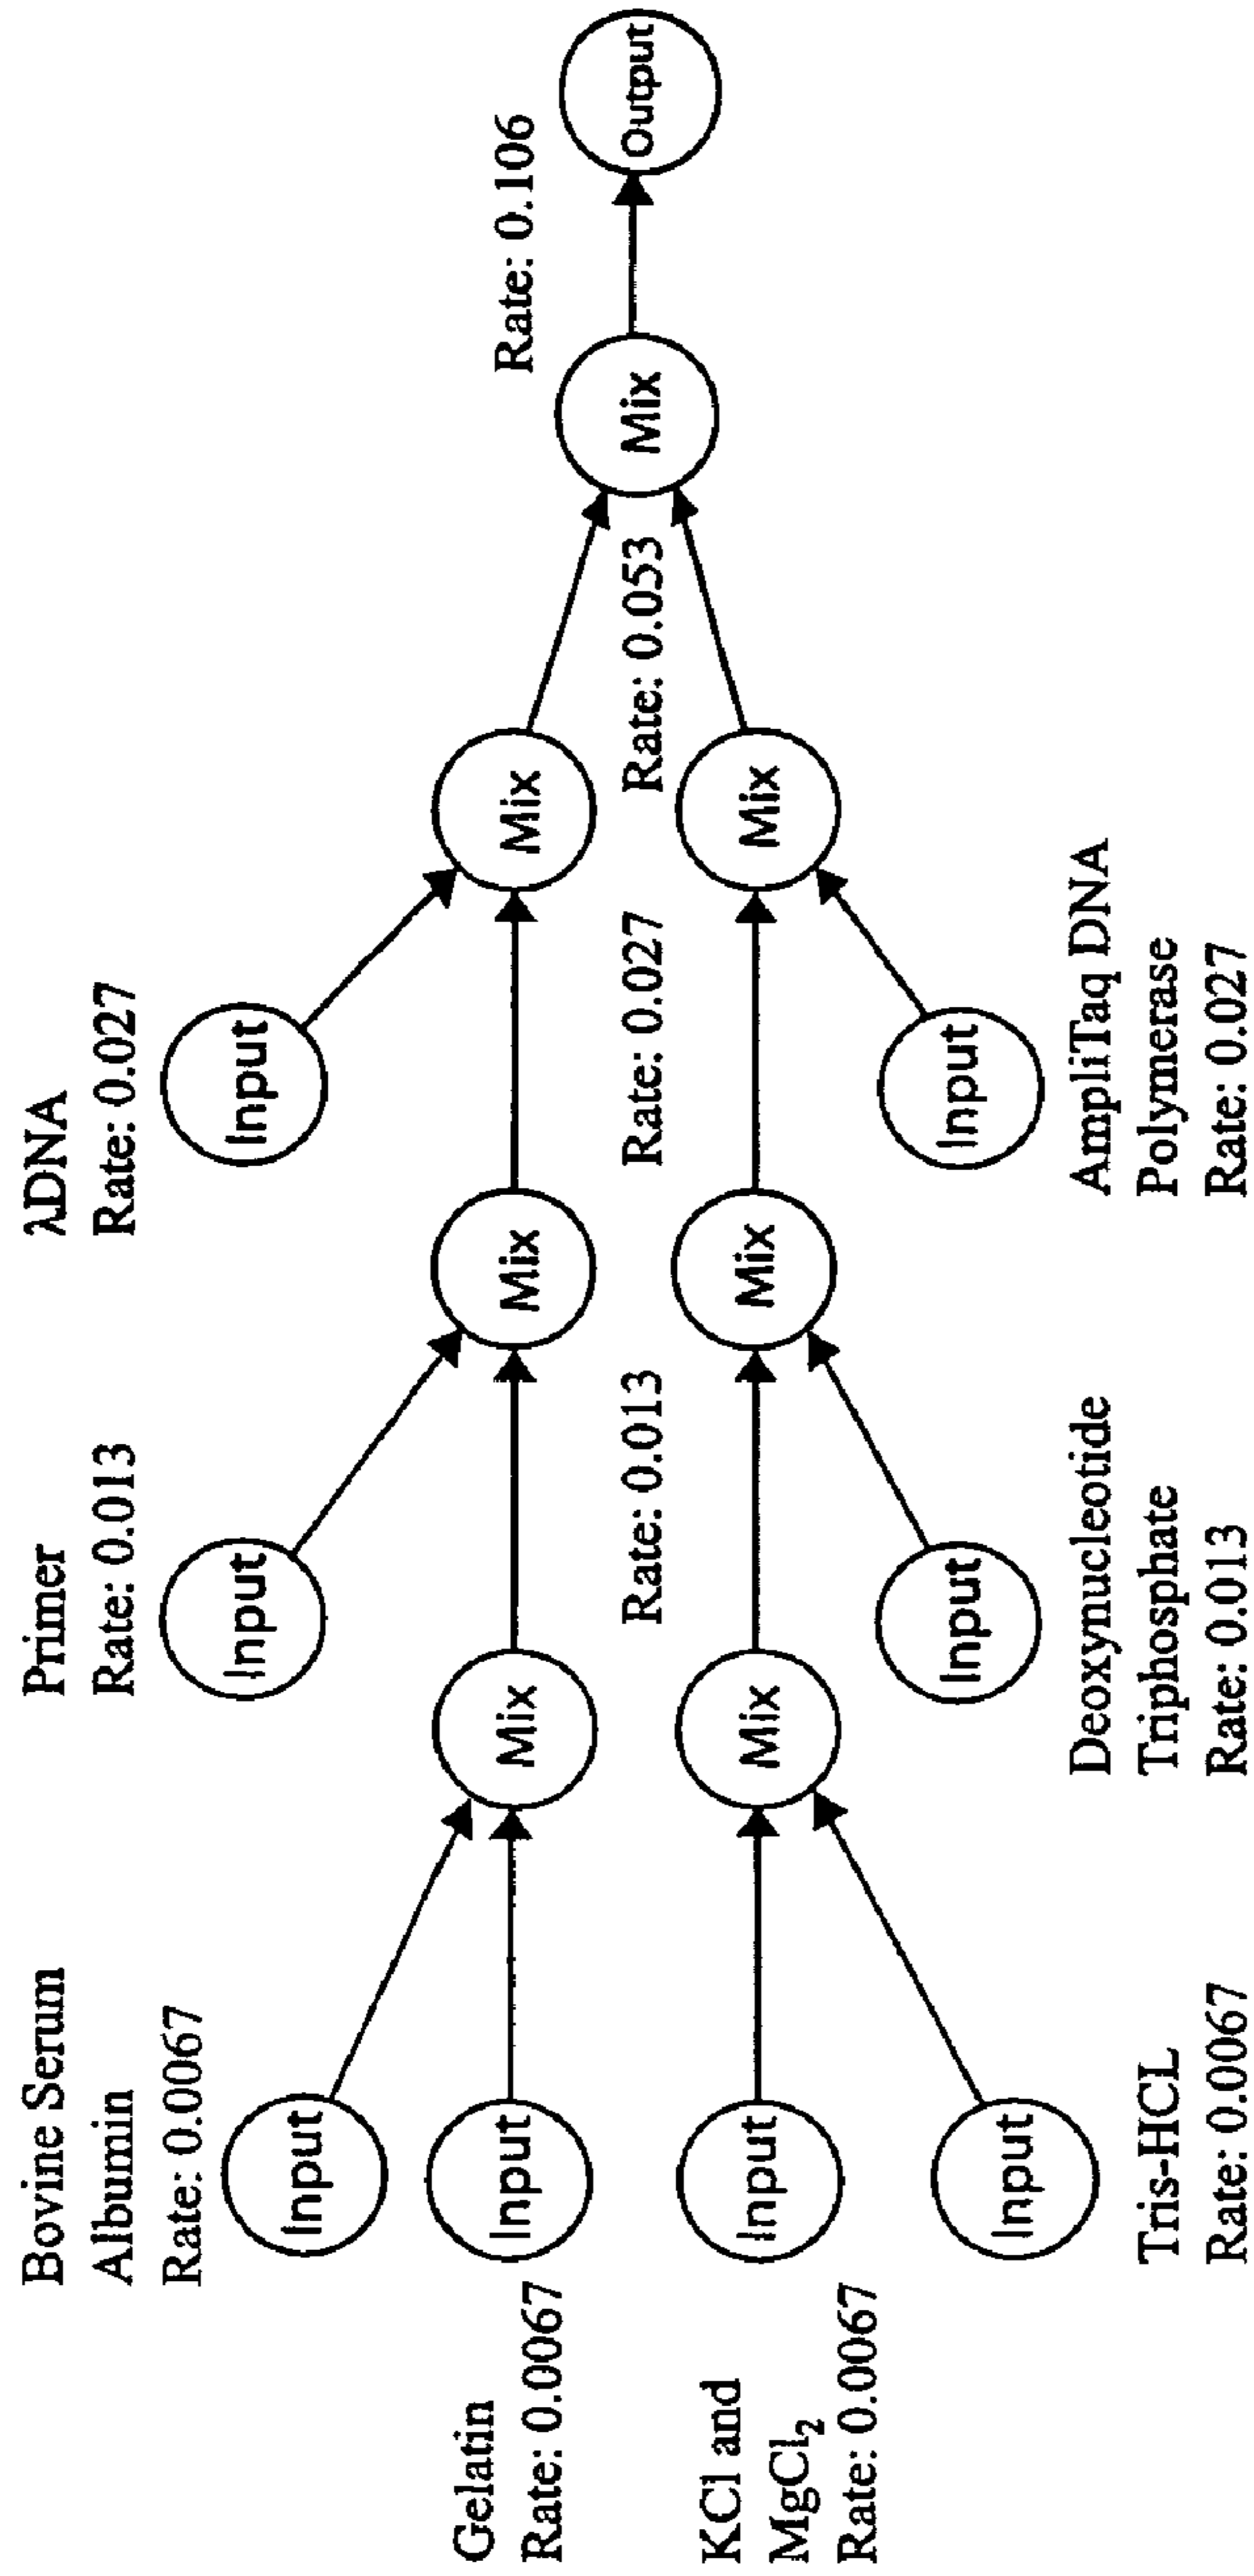 Bovine Serum
Albumin
Rate: 0.0067
Input
Gelatin
Rate: 0.0067
Input
KCl and
MgCl₂
Rate: 0.0067
Input
Tris-HCL
Rate: 0.0067
Input
Mix
Mix
Rate: 0.013
Primer
Rate: 0.013
Input
Deoxynucleotide
Triphosphate
Rate: 0.013
Input
Mix
Mix
Rate: 0.027
λDNA
Rate: 0.027
Input
AmpliTaq DNA
Polymerase
Rate: 0.027
Input
Mix
Mix
Rate: 0.053
Mix
Rate: 0.106
Output